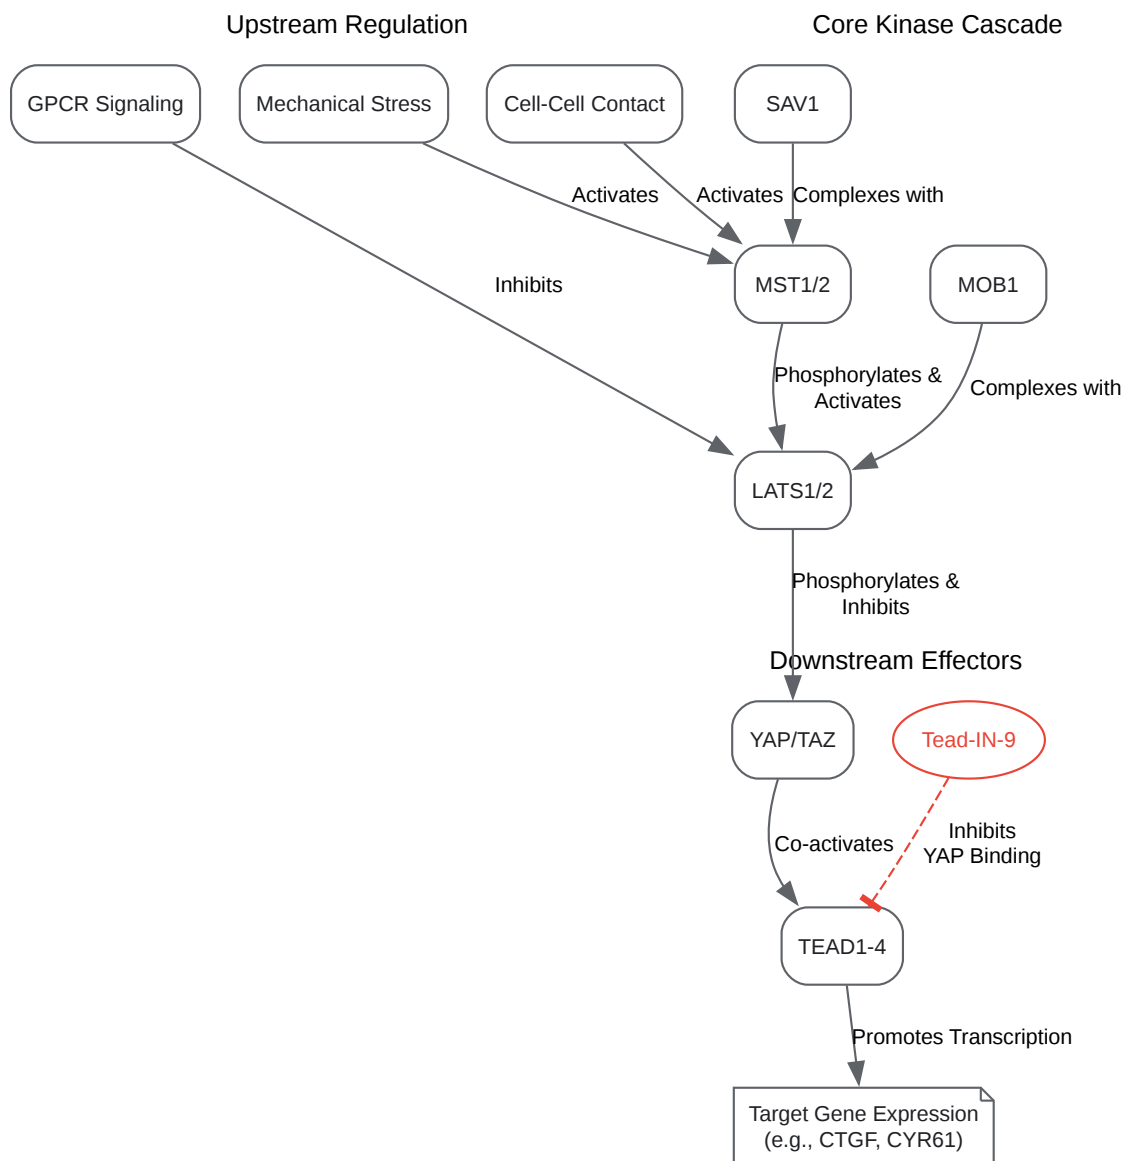 Upstream Regulation
Core Kinase Cascade
GPCR Signaling
Mechanical Stress
Cell-Cell Contact
SAV1
Activates
Activates
Complexes with
Inhibits
MST1/2
MOB1
Phosphorylates &
Activates
Complexes with
LATS1/2
Phosphorylates &
Inhibits
Downstream Effectors
YAP/TAZ
Tead-IN-9
Co-activates
Inhibits
YAP Binding
TEAD1-4
Promotes Transcription
Target Gene Expression
(e.g., CTGF, CYR61)